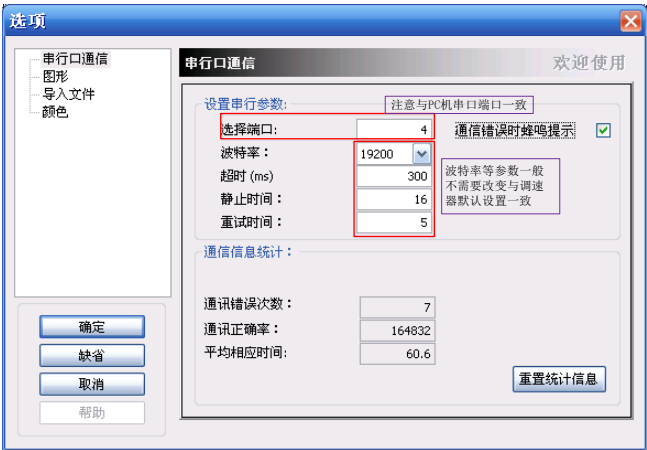 选项
串行口通信
图形
导入文件
颜色
串行口通信
欢迎使用
设置串行参数:
注意与PC机串口端口一致
选择端口:
4
通信错误时蜂鸣提示
波特率：
19200
超时 (ms)
300
静止时间：
16
重试时间：
5
波特率等参数一般
不需要改变与调速
器默认设置一致
通信信息统计：
通讯错误次数：
7
通讯正确率：
164832
平均相应时间:
60.6
重置统计信息
确定
缺省
取消
帮助